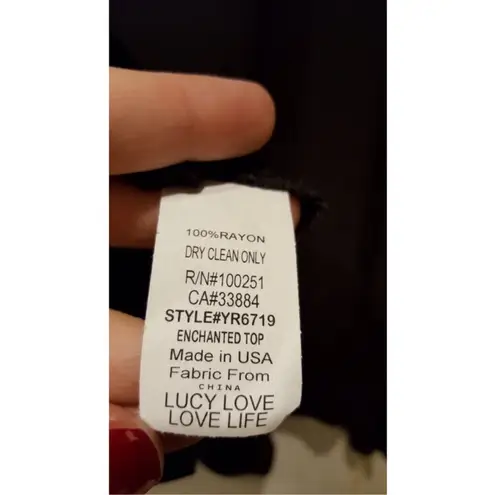 100%RAYON
DRY CLEAN ONLY
R/N#100251
CA#33884
STYLE#YR6719
ENCHANTED TOP
Made in USA
Fabric From
CHINA
LUCY LOVE
LOVE LIFE